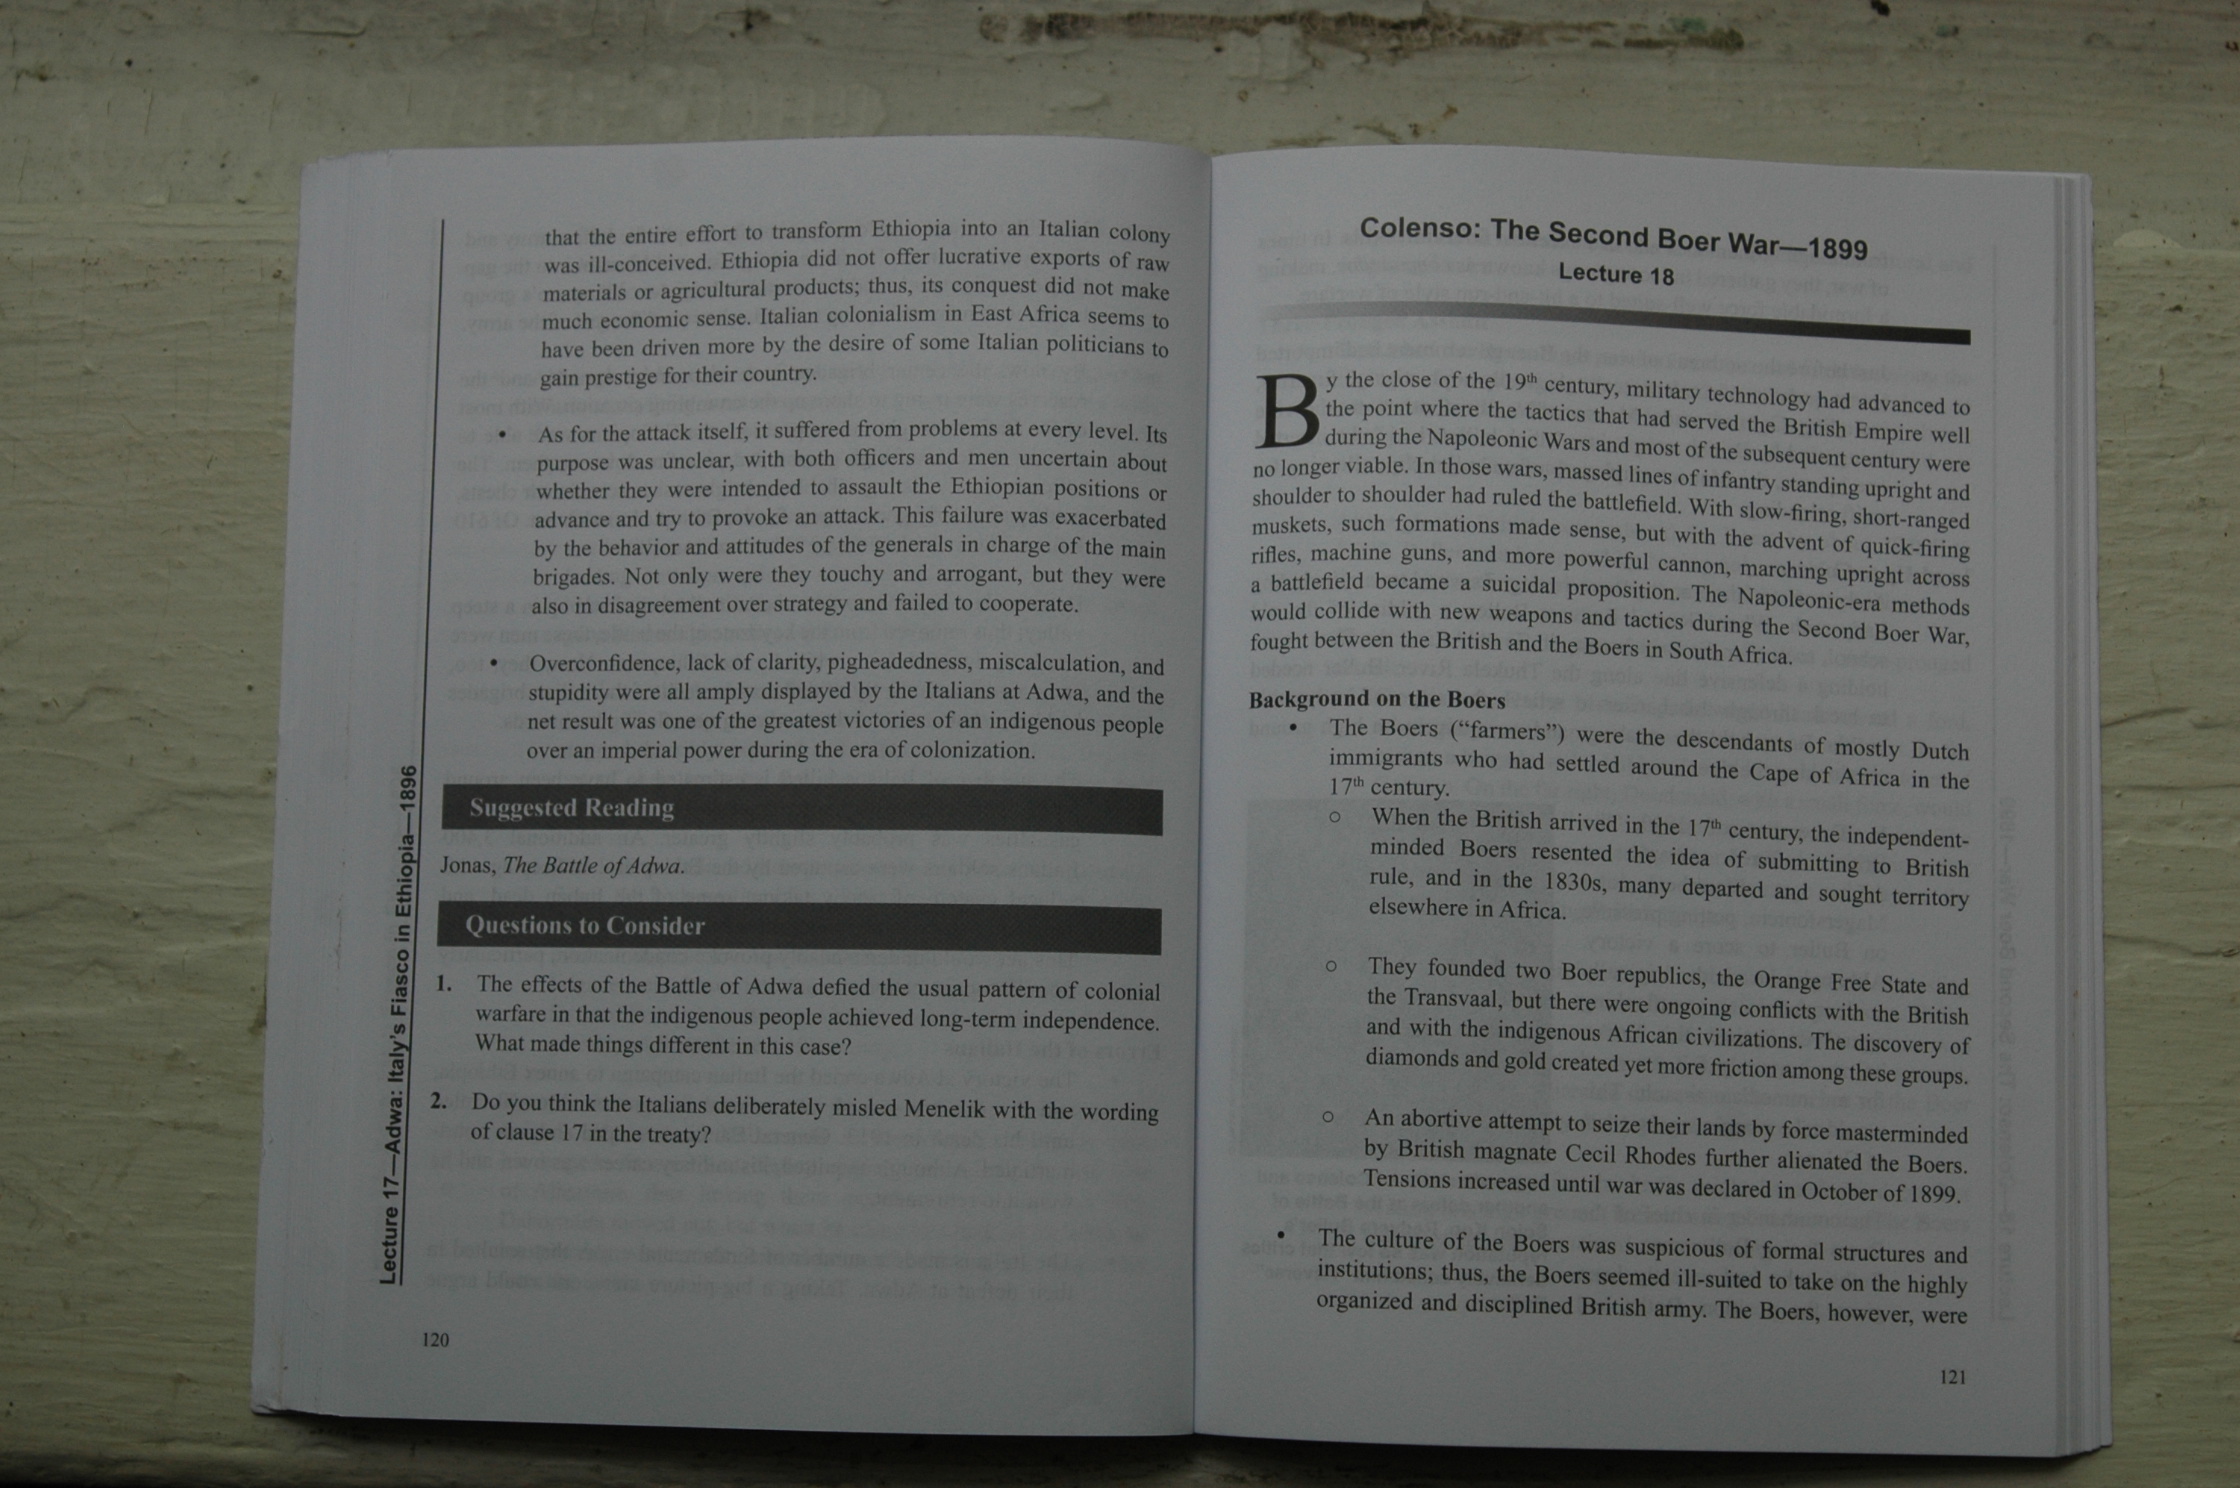 that the entire effort to transform Ethiopia into an Italian colony
was ill-conceived. Ethiopia did not offer lucrative exports of raw
materials or agricultural products; thus, its conquest did not make
much economic sense. Italian colonialism in East Africa seems to
have been driven more by the desire of some Italian politicians to
gain prestige for their country.
• As for the attack itself, it suffered from problems at every level. Its
purpose was unclear, with both officers and men uncertain about
whether they were intended to assault the Ethiopian positions or
advance and try to provoke an attack. This failure was exacerbated
by the behavior and attitudes of the generals in charge of the main
brigades. Not only were they touchy and arrogant, but they were
also in disagreement over strategy and failed to cooperate.
• Overconfidence, lack of clarity, pigheadedness, miscalculation, and
stupidity were all amply displayed by the Italians at Adwa, and the
net result was one of the greatest victories of an indigenous people
over an imperial power during the era of colonization.
Suggested Reading
Jonas, The Battle of Adwa.
Questions to Consider
1. The effects of the Battle of Adwa defied the usual pattern of colonial
warfare in that the indigenous people achieved long-term independence.
What made things different in this case?
2. Do you think the Italians deliberately misled Menelik with the wording
of clause 17 in the treaty?
Lecture 17—Adwa: Italy's Fiasco in Ethiopia—1896
120
Colenso: The Second Boer War—1899
Lecture 18
By the close of the 19th century, military technology had advanced to
the point where the tactics that had served the British Empire well
during the Napoleonic Wars and most of the subsequent century were
no longer viable. In those wars, massed lines of infantry standing upright and
shoulder to shoulder had ruled the battlefield. With slow-firing, short-ranged
muskets, such formations made sense, but with the advent of quick-firing
rifles, machine guns, and more powerful cannon, marching upright across
a battlefield became a suicidal proposition. The Napoleonic-era methods
would collide with new weapons and tactics during the Second Boer War,
fought between the British and the Boers in South Africa.
Background on the Boers
• The Boers (“farmers”) were the descendants of mostly Dutch
immigrants who had settled around the Cape of Africa in the
17th century.
o When the British arrived in the 17th century, the independent-
minded Boers resented the idea of submitting to British
rule, and in the 1830s, many departed and sought territory
elsewhere in Africa.
o They founded two Boer republics, the Orange Free State and
the Transvaal, but there were ongoing conflicts with the British
and with the indigenous African civilizations. The discovery of
diamonds and gold created yet more friction among these groups.
o An abortive attempt to seize their lands by force masterminded
by British magnate Cecil Rhodes further alienated the Boers.
Tensions increased until war was declared in October of 1899.
• The culture of the Boers was suspicious of formal structures and
institutions; thus, the Boers seemed ill-suited to take on the highly
organized and disciplined British army. The Boers, however, were
121